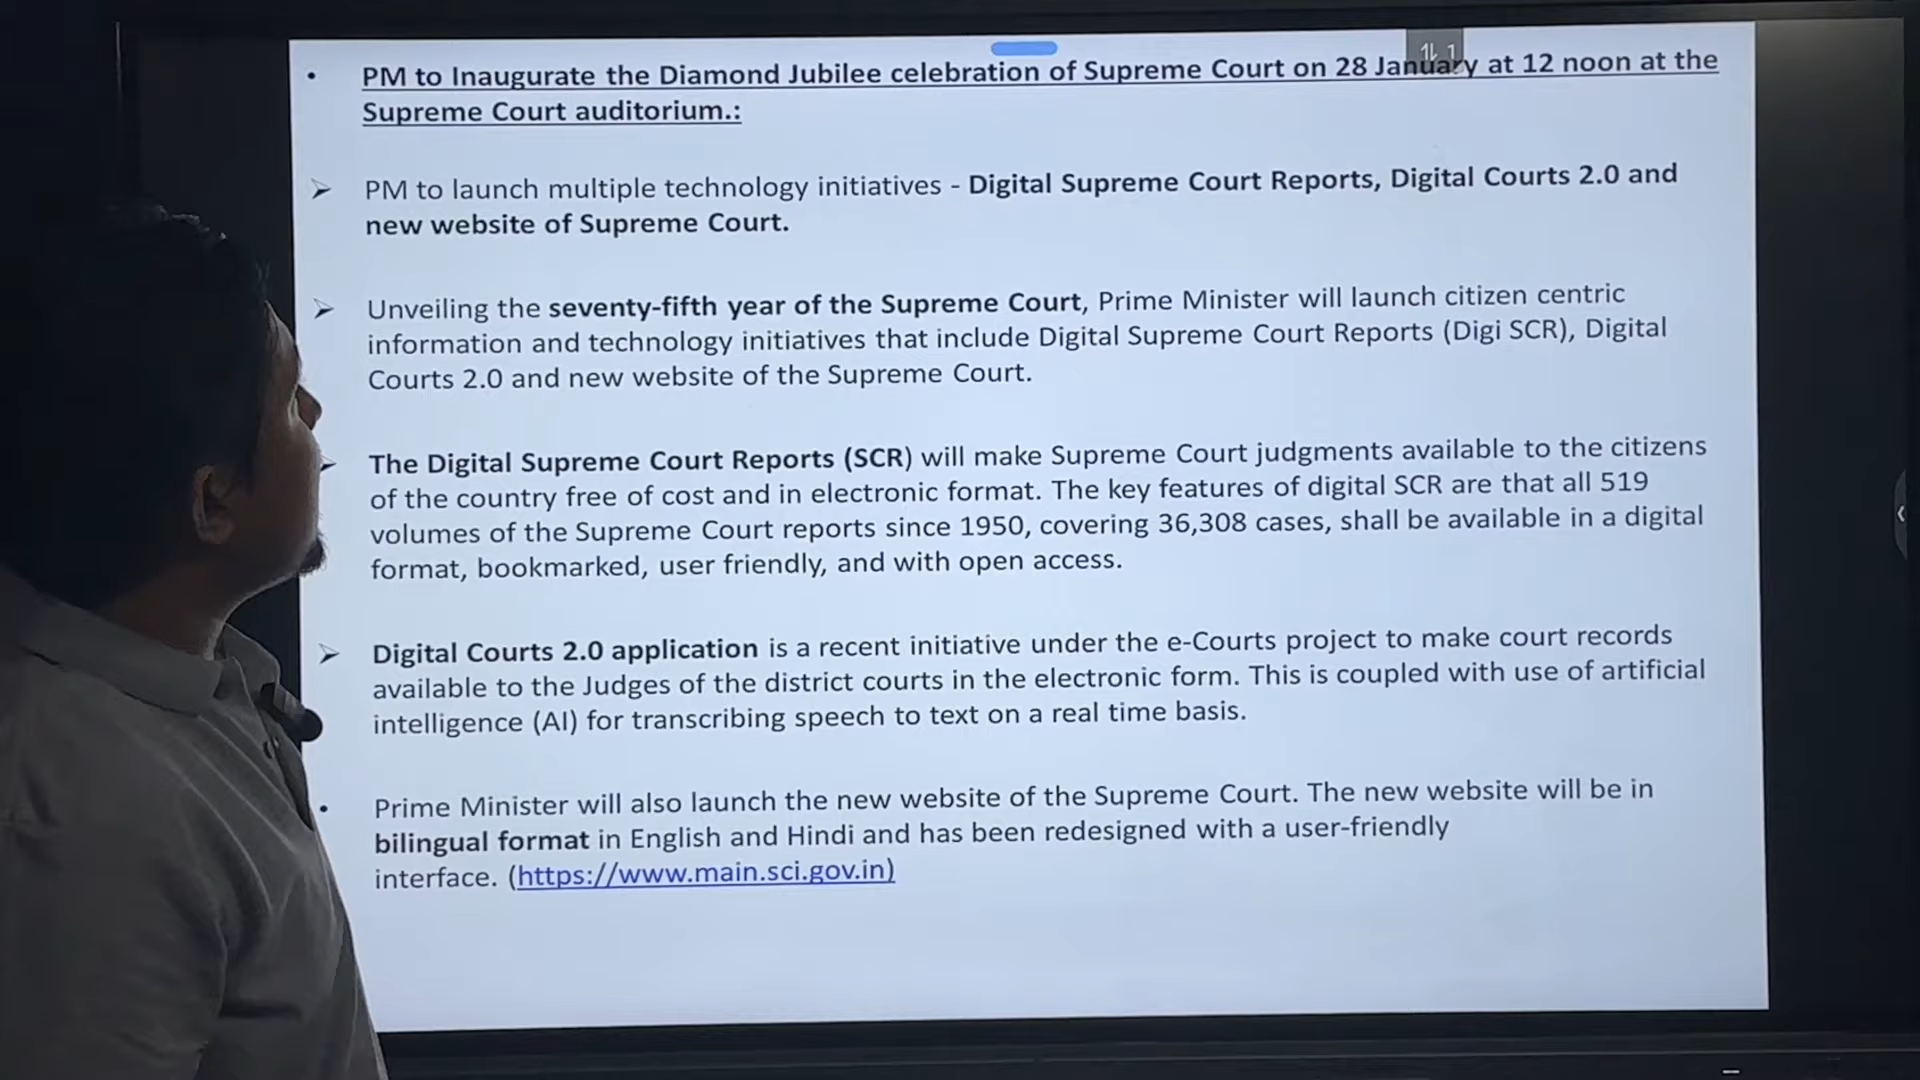 • PM to Inaugurate the Diamond Jubilee celebration of Supreme Court on 28 January at 12 noon at the
Supreme Court auditorium.:
➢ PM to launch multiple technology initiatives - Digital Supreme Court Reports, Digital Courts 2.0 and
new website of Supreme Court.
➢ Unveiling the seventy-fifth year of the Supreme Court, Prime Minister will launch citizen centric
information and technology initiatives that include Digital Supreme Court Reports (Digi SCR), Digital
Courts 2.0 and new website of the Supreme Court.
➢ The Digital Supreme Court Reports (SCR) will make Supreme Court judgments available to the citizens
of the country free of cost and in electronic format. The key features of digital SCR are that all 519
volumes of the Supreme Court reports since 1950, covering 36,308 cases, shall be available in a digital
format, bookmarked, user friendly, and with open access.
➢ Digital Courts 2.0 application is a recent initiative under the e-Courts project to make court records
available to the Judges of the district courts in the electronic form. This is coupled with use of artificial
intelligence (AI) for transcribing speech to text on a real time basis.
• Prime Minister will also launch the new website of the Supreme Court. The new website will be in
bilingual format in English and Hindi and has been redesigned with a user-friendly
interface. (https://www.main.sci.gov.in)